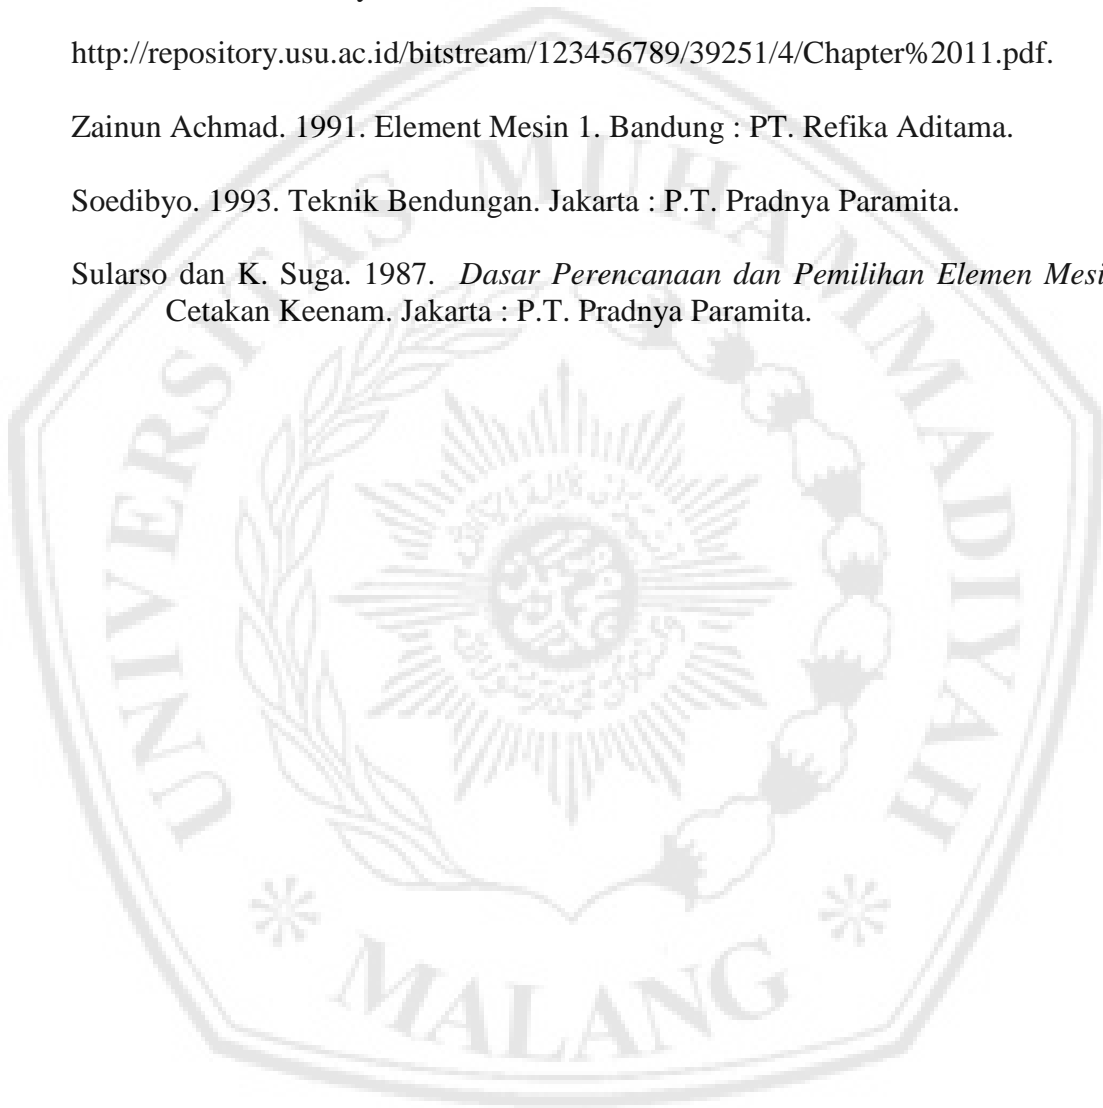 http://repository.usu.ac.id/bitstream/123456789/39251/4/Chapter%2011.pdf.
Zainun Achmad. 1991. Element Mesin 1. Bandung : PT. Refika Aditama.
Soedibyo. 1993. Teknik Bendungan. Jakarta : P.T. Pradnya Paramita.
Sularso dan K. Suga. 1987. Dasar Perencanaan dan Pemilihan Elemen Mesi
Cetakan Keenam. Jakarta : P.T. Pradnya Paramita.
UNIVERSITAS MUHAMMADIYAH
MALANG